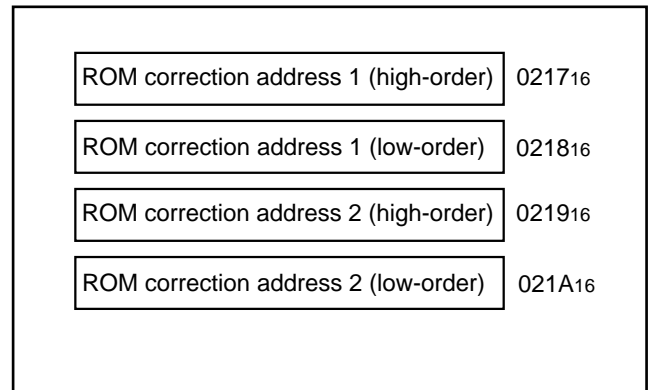 ROM correction address 1 (high-order) 0217₁₆
ROM correction address 1 (low-order) 0218₁₆
ROM correction address 2 (high-order) 0219₁₆
ROM correction address 2 (low-order) 021A₁₆